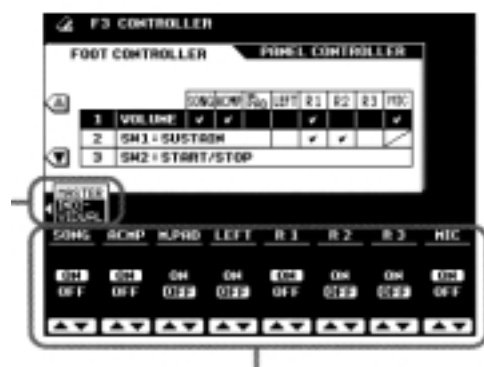 F3 CONTROLLER
FOOT CONTROLLER PANEL CONTROLLER
SONG ACMP M.PAD LEFT R1 R2 R3 MIC
1 VOLUME ✓ ✓ ✓ ✓
2 SW1:SUSTAIN ✓ ✓
3 SW2:START/STOP
MASTER
INDI-
VIDUAL
SONG ACMP M.PAD LEFT R1 R2 R3 MIC
ON ON ON ON ON ON ON ON
OFF OFF OFF OFF OFF OFF OFF OFF
▲▼ ▲▼ ▲▼ ▲▼ ▲▼ ▲▼ ▲▼ ▲▼